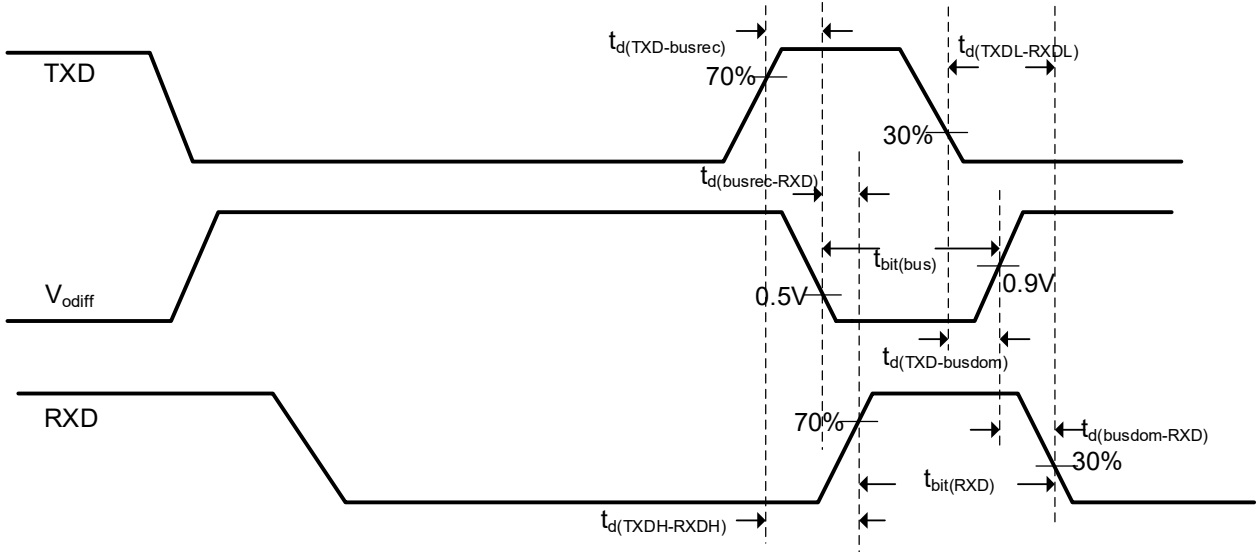 t_d(TXD-busrec)
t_d(TXDL-RXDL)
TXD
70%
30%
t_d(busrec-RXD)
t_bit(bus)
V_odiff
0.5V
0.9V
t_d(TXD-busdom)
RXD
70%
t_d(busdom-RXD)
30%
t_bit(RXD)
t_d(TXDH-RXDH)